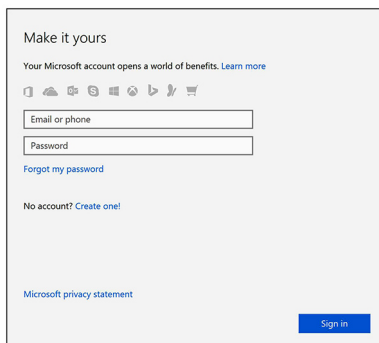 Make it yours
Your Microsoft account opens a world of benefits. Learn more
Email or phone
Password
Forgot my password
No account? Create one!
Microsoft privacy statement
Sign in